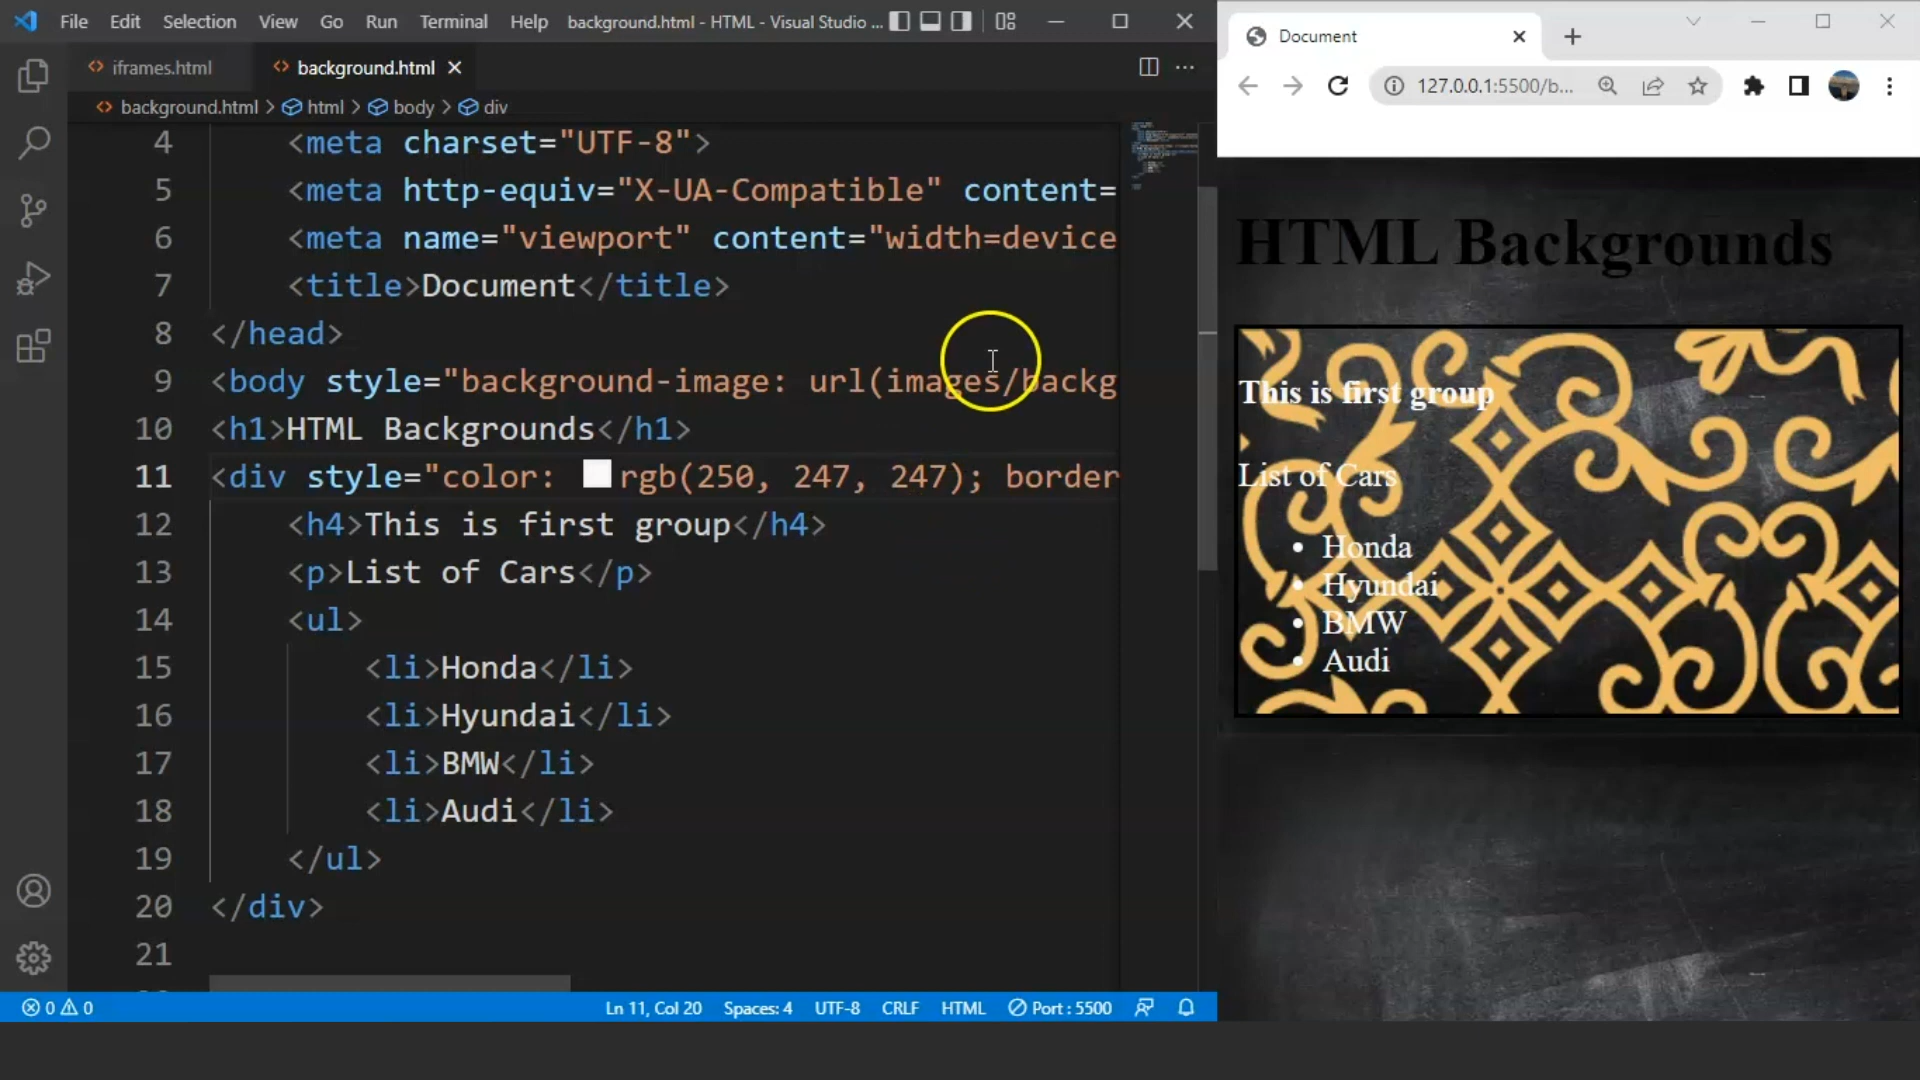 File Edit Selection View Go Run Terminal Help background.html - HTML - Visual Studio ...
iframes.html background.html
background.html > html > body > div
4 <meta charset="UTF-8">
5 <meta http-equiv="X-UA-Compatible" content=
6 <meta name="viewport" content="width=device
7 <title>Document</title>
8 </head>
9 <body style="background-image: url(images/backg
10 <h1>HTML Backgrounds</h1>
11 <div style="color: rgb(250, 247, 247); border
12 <h4>This is first group</h4>
13 <p>List of Cars</p>
14 <ul>
15 <li>Honda</li>
16 <li>Hyundai</li>
17 <li>BMW</li>
18 <li>Audi</li>
19 </ul>
20 </div>
21
0 0 Ln 11, Col 20 Spaces: 4 UTF-8 CRLF HTML Port : 5500
Document
127.0.0.1:5500/b...
HTML Backgrounds
This is first group
List of Cars
• Honda
• Hyundai
• BMW
• Audi